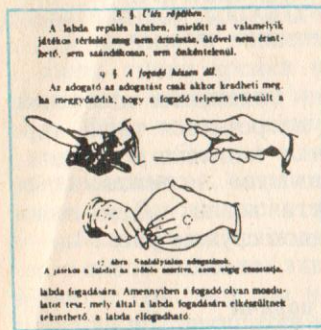 8. §. Ütés röptében.
A labda repülés közben, mielőtt az valamelyik
játékos térfelét meg nem érintette, ütővel nem érint-
hető, sem szándékosan, sem önkéntelenül.
9 §. A fogadó készen áll.
Az adogató az adogatást csak akkor kezdheti meg,
ha meggyőződik, hogy a fogadó teljesen elkészült a
17. ábra. Szabálytalan adogatások.
A játékos a labdát az ujjbóbe szorítva, azon végig
labda fogadására. Amennyiben a fogadó olyan mozdu-
latot tesz, mely által a labda fogadására elkészültnek
tekinthető, a labda elfogadható.